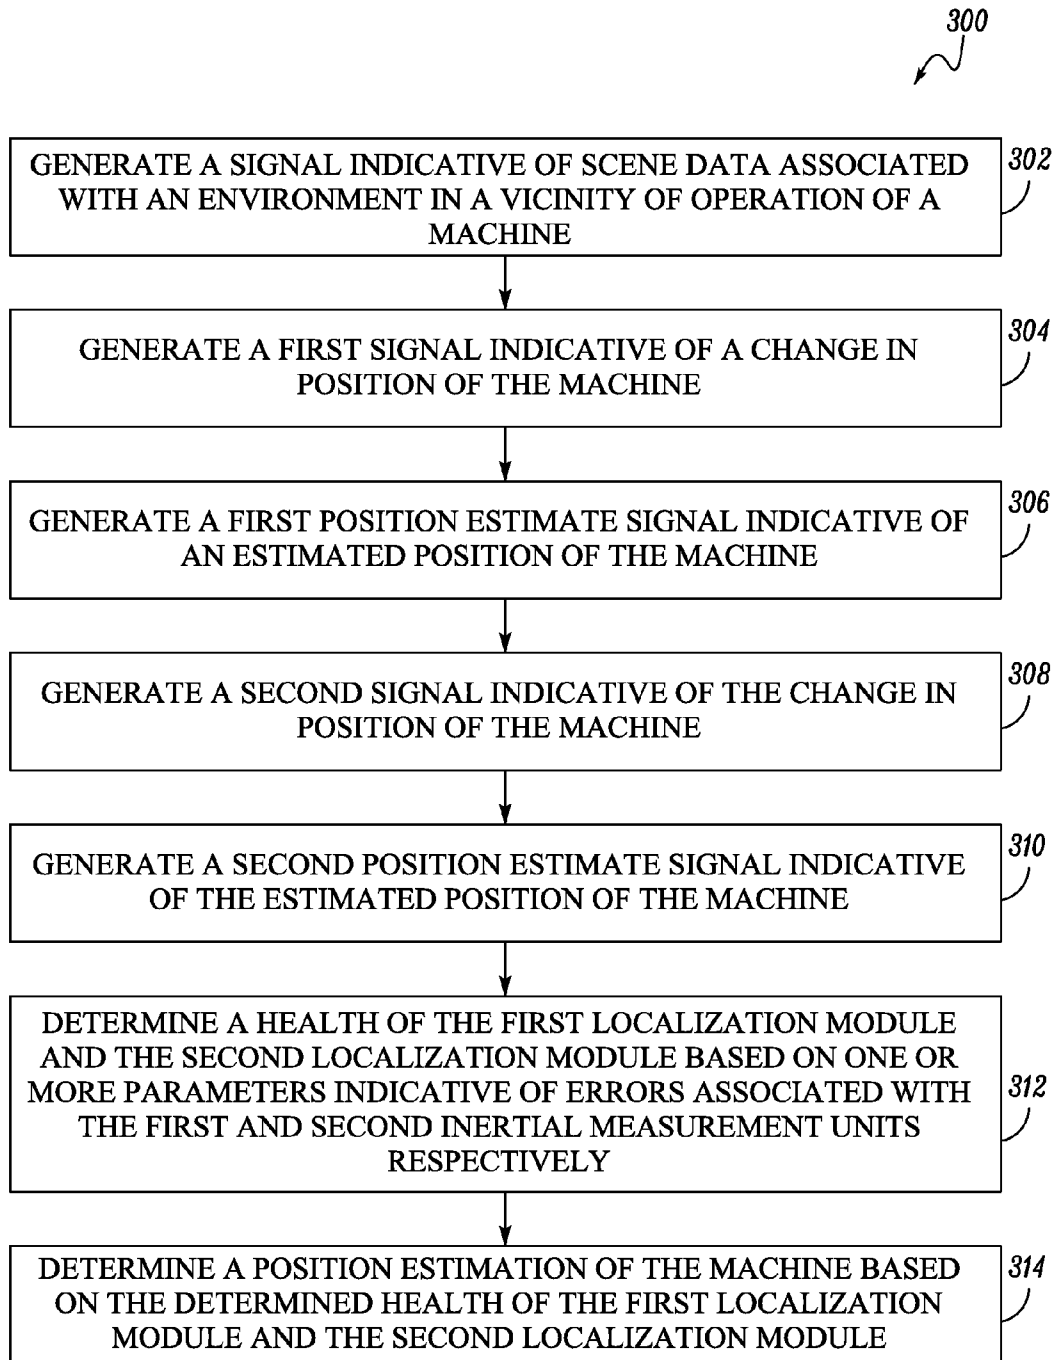 300
GENERATE A SIGNAL INDICATIVE OF SCENE DATA ASSOCIATED
WITH AN ENVIRONMENT IN A VICINITY OF OPERATION OF A
MACHINE
302
GENERATE A FIRST SIGNAL INDICATIVE OF A CHANGE IN
POSITION OF THE MACHINE
304
GENERATE A FIRST POSITION ESTIMATE SIGNAL INDICATIVE OF
AN ESTIMATED POSITION OF THE MACHINE
306
GENERATE A SECOND SIGNAL INDICATIVE OF THE CHANGE IN
POSITION OF THE MACHINE
308
GENERATE A SECOND POSITION ESTIMATE SIGNAL INDICATIVE
OF THE ESTIMATED POSITION OF THE MACHINE
310
DETERMINE A HEALTH OF THE FIRST LOCALIZATION MODULE
AND THE SECOND LOCALIZATION MODULE BASED ON ONE OR
MORE PARAMETERS INDICATIVE OF ERRORS ASSOCIATED WITH
THE FIRST AND SECOND INERTIAL MEASUREMENT UNITS
RESPECTIVELY
312
DETERMINE A POSITION ESTIMATION OF THE MACHINE BASED
ON THE DETERMINED HEALTH OF THE FIRST LOCALIZATION
MODULE AND THE SECOND LOCALIZATION MODULE
314